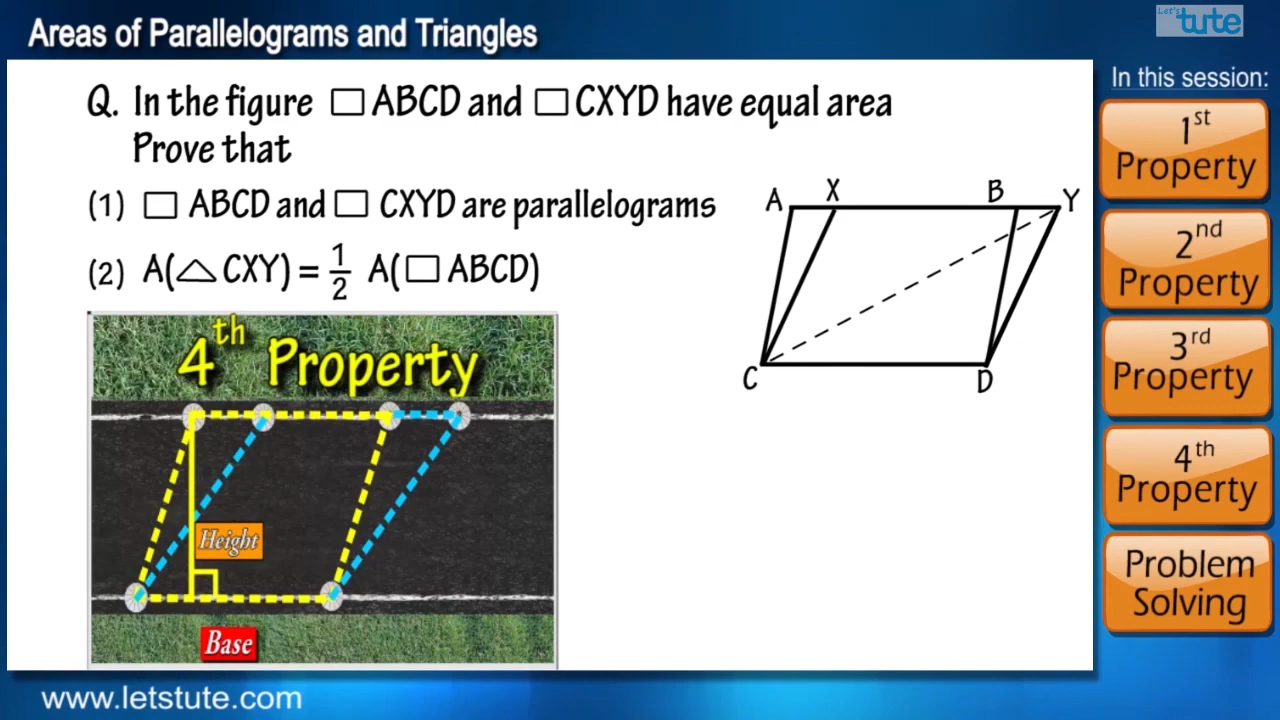 Areas of Parallelograms and Triangles
Let's tute
Q. In the figure □ ABCD and □ CXYD have equal area
Prove that
(1) □ ABCD and □ CXYD are parallelograms
(2) A(△ CXY) = 1/2 A(□ ABCD)
A X B Y
C D
4th Property
Height
Base
In this session:
1st
Property
2nd
Property
3rd
Property
4th
Property
Problem
Solving
www.letstute.com